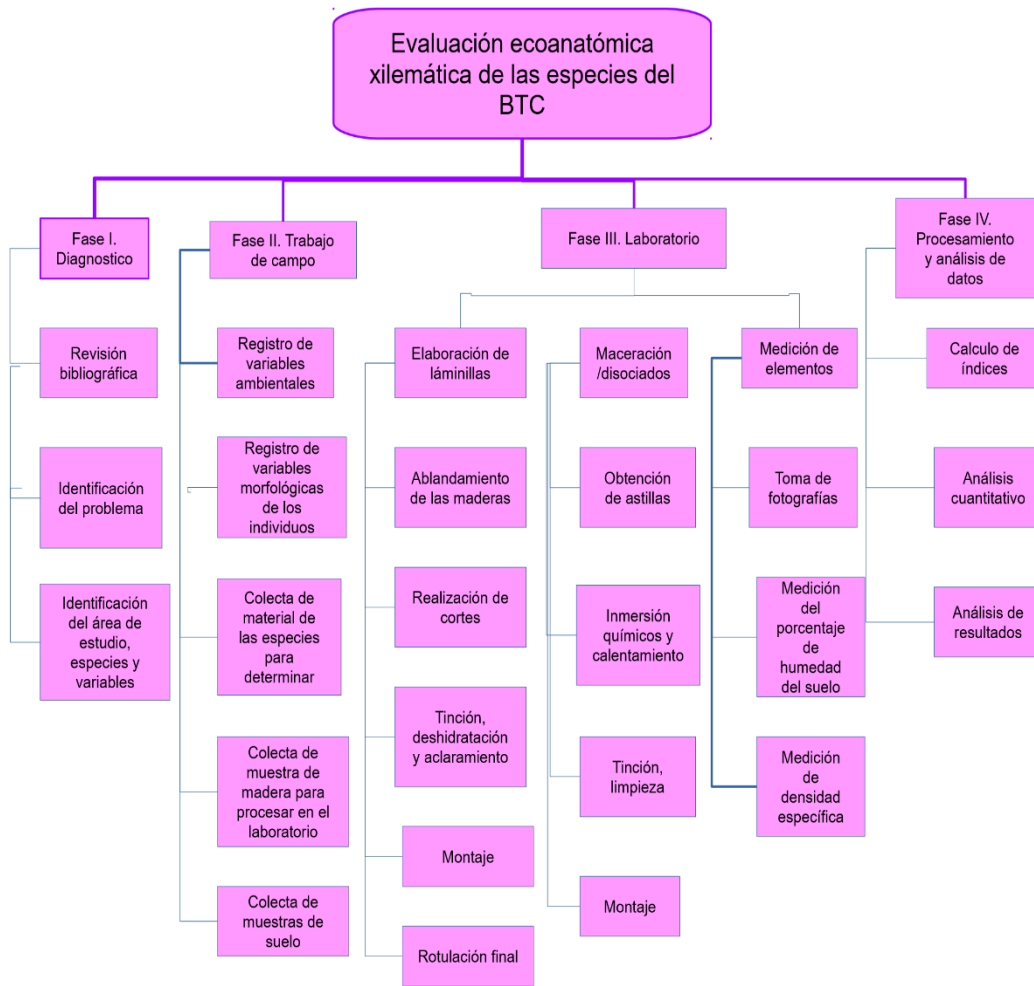 Evaluación ecoanatómica
xilemática de las especies del
BTC
Fase I.
Diagnostico
Revisión
bibliográfica
Identificación
del problema
Identificación
del área de
estudio,
especies y
variables
Fase II. Trabajo
de campo
Registro de
variables
ambientales
Registro de
variables
morfológicas
de los
individuos
Colecta de
material de
las especies
para
determinar
Colecta de
muestra de
madera para
procesar en el
laboratorio
Colecta de
muestras de
suelo
Fase III. Laboratorio
Elaboración de
láminillas
Ablandamiento
de las maderas
Realización de
cortes
Tinción,
deshidratación
y aclaramiento
Montaje
Rotulación final
Maceración
/disociados
Obtención de
astillas
Inmersión
químicos y
calentamiento
Tinción,
limpieza
Montaje
Medición de
elementos
Toma de
fotografías
Medición
del
porcentaje
de
humedad
del suelo
Medición
de
densidad
específica
Fase IV.
Procesamiento
y análisis de
datos
Calculo de
índices
Análisis
cuantitativo
Análisis de
resultados